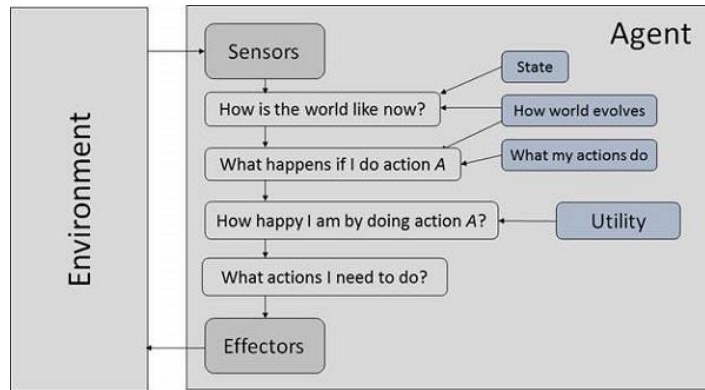 Agent
Sensors
State
How is the world like now?
How world evolves
What happens if I do action A
What my actions do
How happy I am by doing action A?
Utility
What actions I need to do?
Effectors
Environment